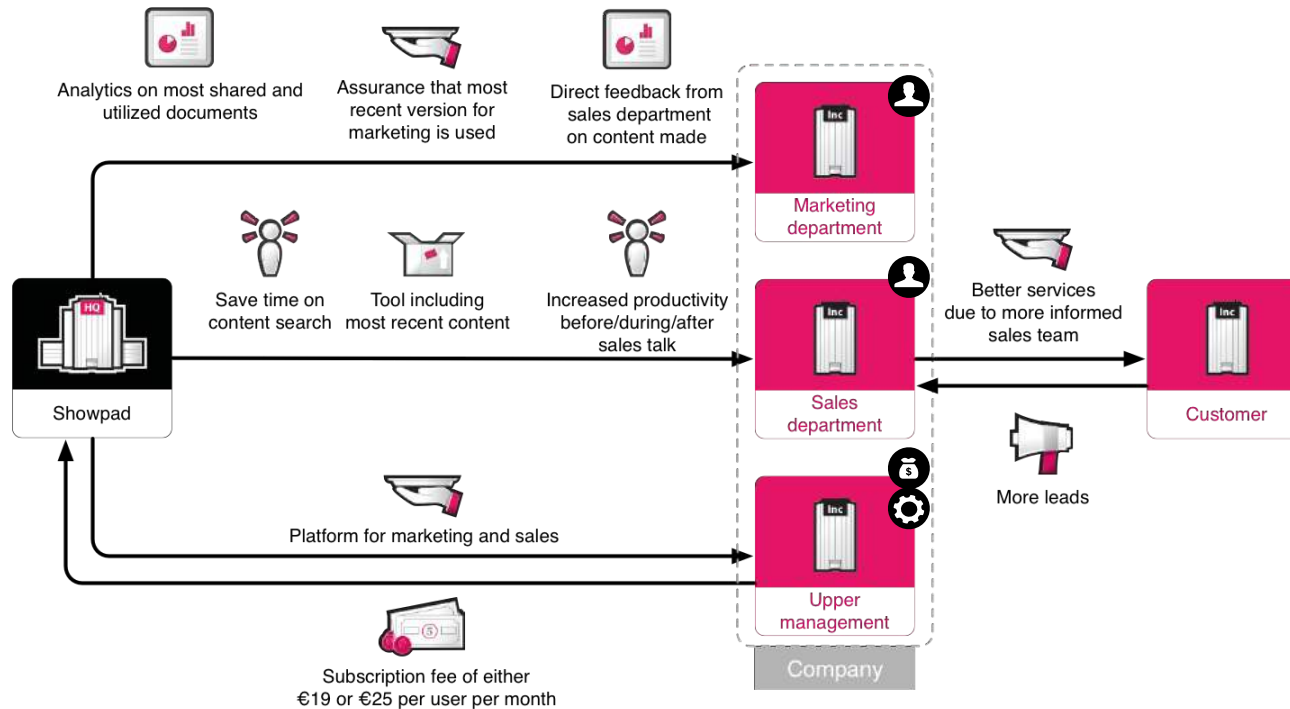 Analytics on most shared and
utilized documents
Assurance that most
recent version for
marketing is used
Direct feedback from
sales department
on content made
Inc
Marketing
department
Save time on
content search
Tool including
most recent content
Increased productivity
before/during/after
sales talk
HQ
Showpad
Inc
Sales
department
Better services
due to more informed
sales team
Inc
Customer
More leads
Platform for marketing and sales
$
Inc
Upper
management
5
Subscription fee of either
€19 or €25 per user per month
Company